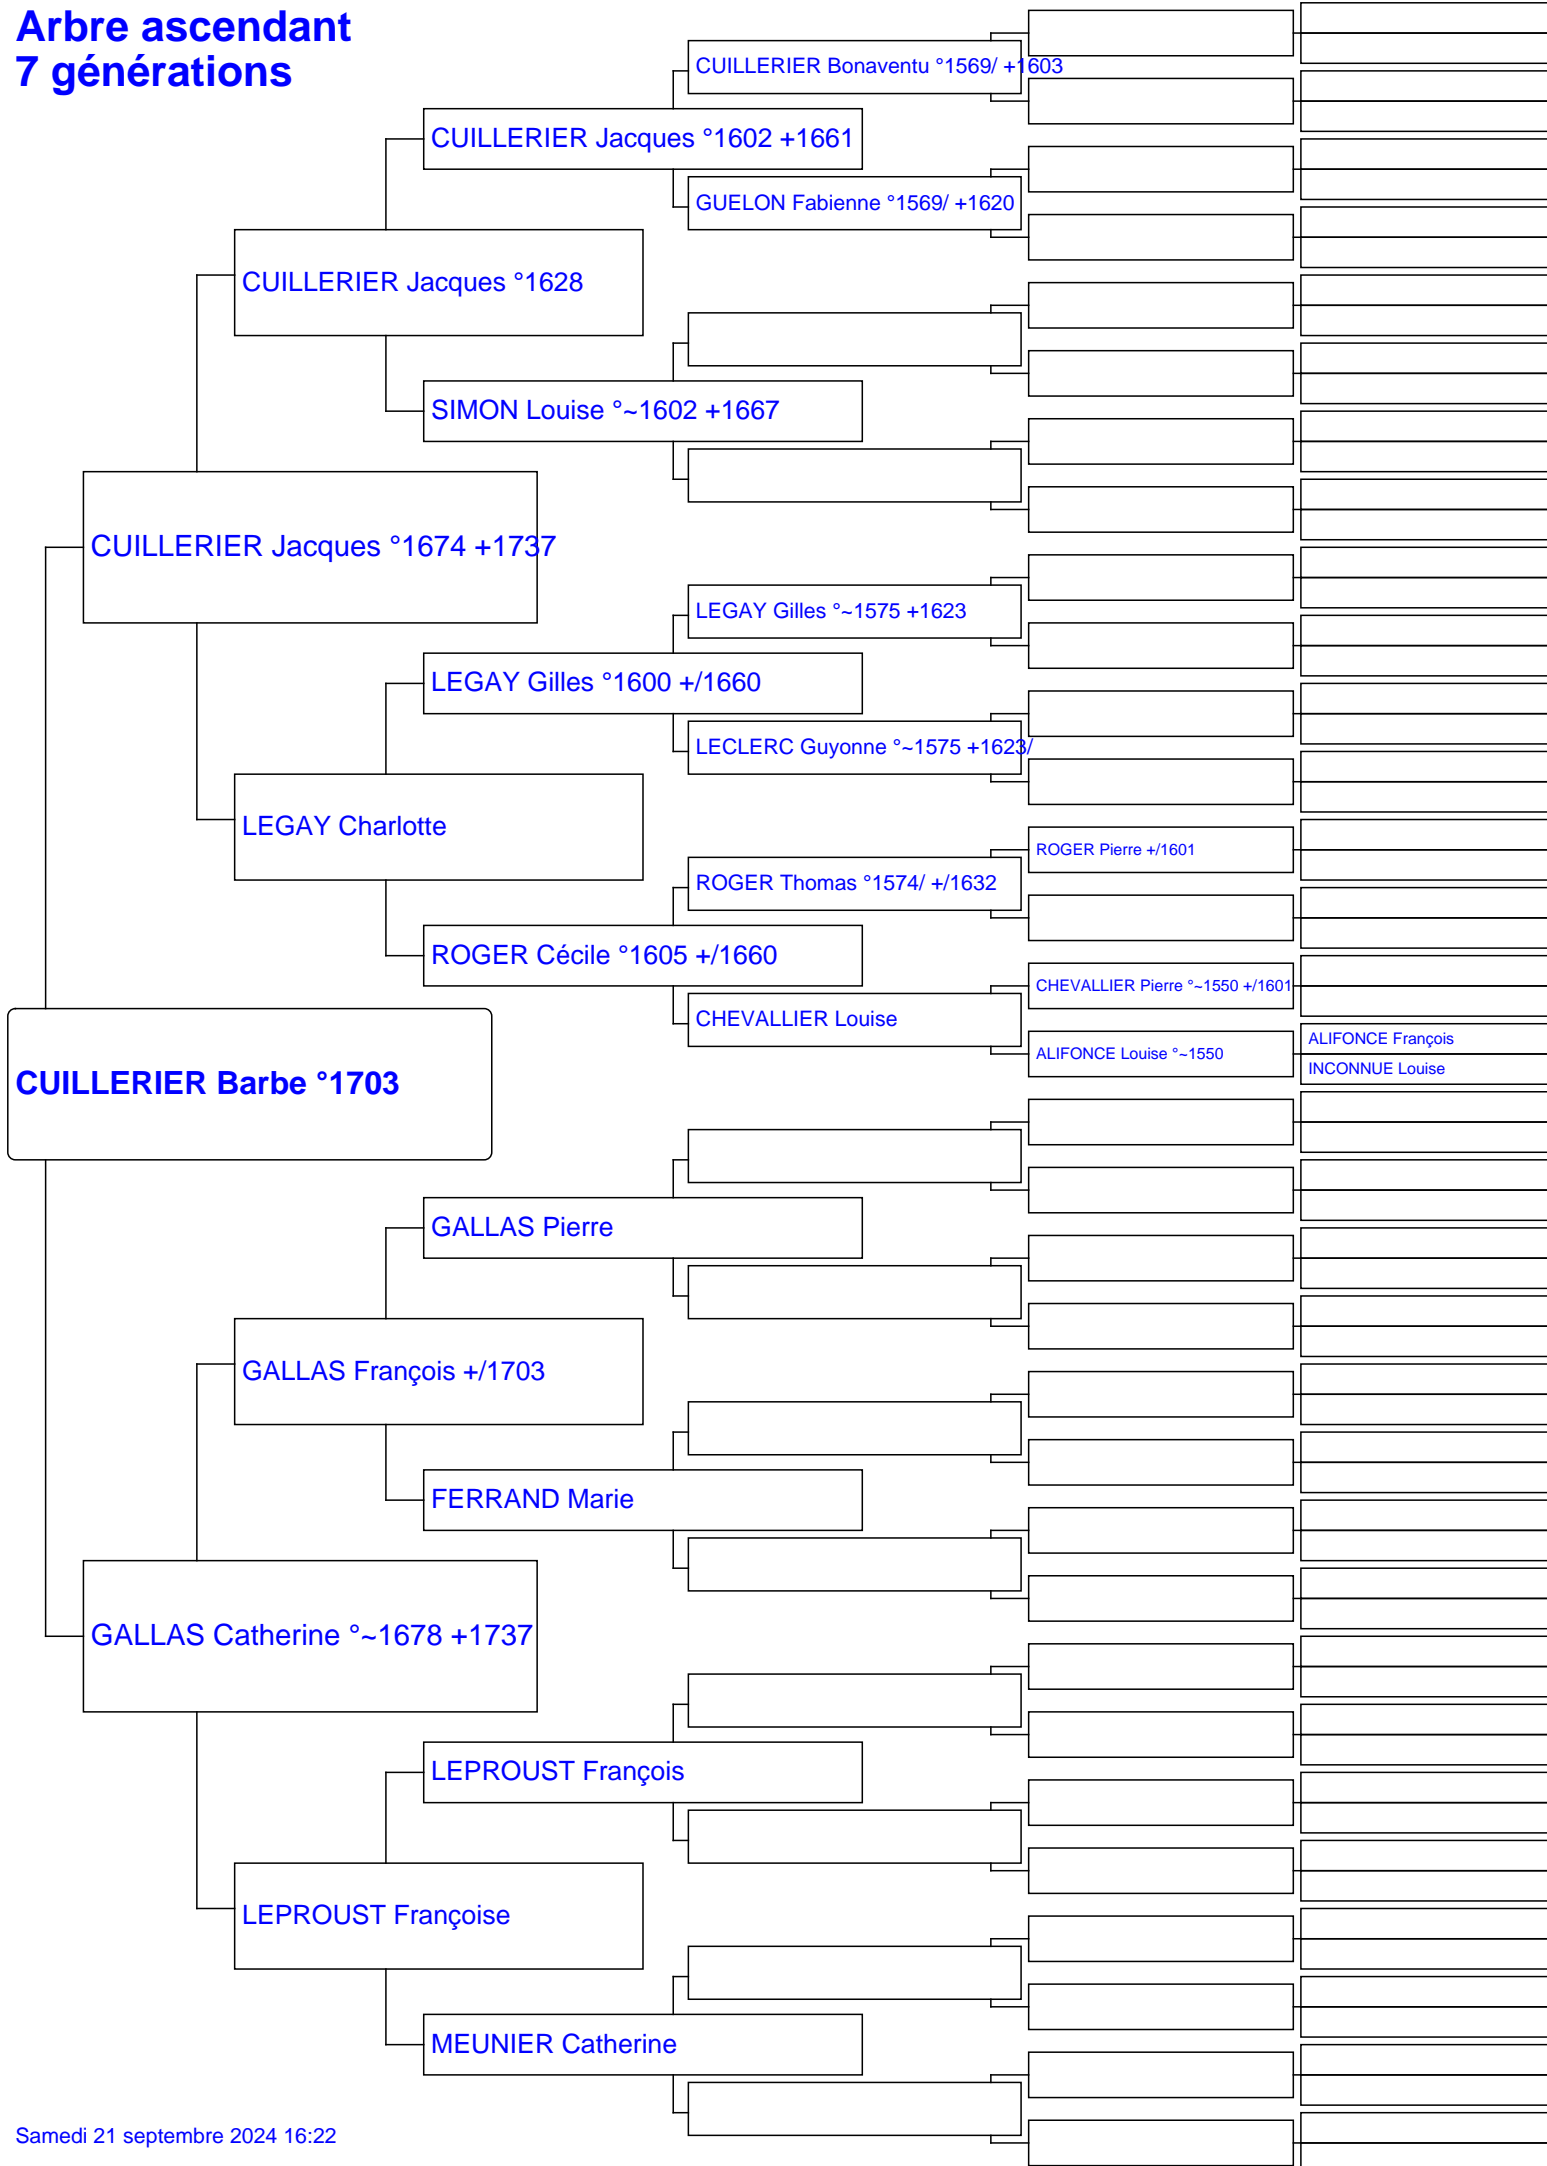 Arbre ascendant
7 générations
CUILLERIER Bonaventu °1569/ +1603
CUILLERIER Jacques °1602 +1661
GUELON Fabienne °1569/ +1620
CUILLERIER Jacques °1628
SIMON Louise °~1602 +1667
CUILLERIER Jacques °1674 +1737
LEGAY Gilles °~1575 +1623
LEGAY Gilles °1600 +/1660
LECLERC Guyonne °~1575 +1623/
LEGAY Charlotte
ROGER Pierre +/1601
ROGER Thomas °1574/ +/1632
ROGER Cécile °1605 +/1660
CHEVALLIER Pierre °~1550 +/1601
CHEVALLIER Louise
ALIFONCE François
ALIFONCE Louise °~1550
INCONNUE Louise
CUILLERIER Barbe °1703
GALLAS Pierre
GALLAS François +/1703
FERRAND Marie
GALLAS Catherine °~1678 +1737
LEPROUST François
LEPROUST Françoise
MEUNIER Catherine
Samedi 21 septembre 2024 16:22